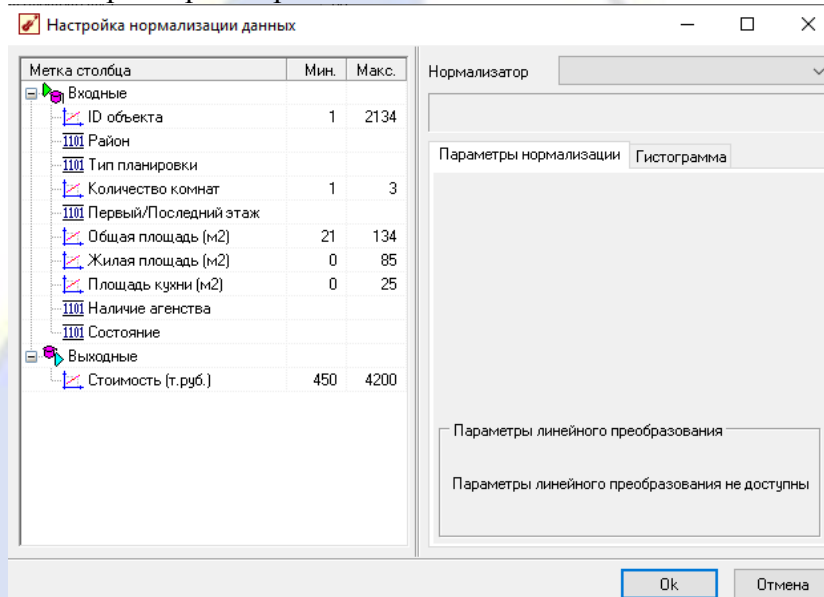 Настройка нормализации данных
Метка столбца Мин. Макс.
Входные
ID объекта 1 2134
Район
Тип планировки
Количество комнат 1 3
Первый/Последний этаж
Общая площадь (м2) 21 134
Жилая площадь (м2) 0 85
Площадь кухни (м2) 0 25
Наличие агенства
Состояние
Выходные
Стоимость (т.руб.) 450 4200
Нормализатор
Параметры нормализации Гистограмма
Параметры линейного преобразования
Параметры линейного преобразования не доступны
Ok Отмена